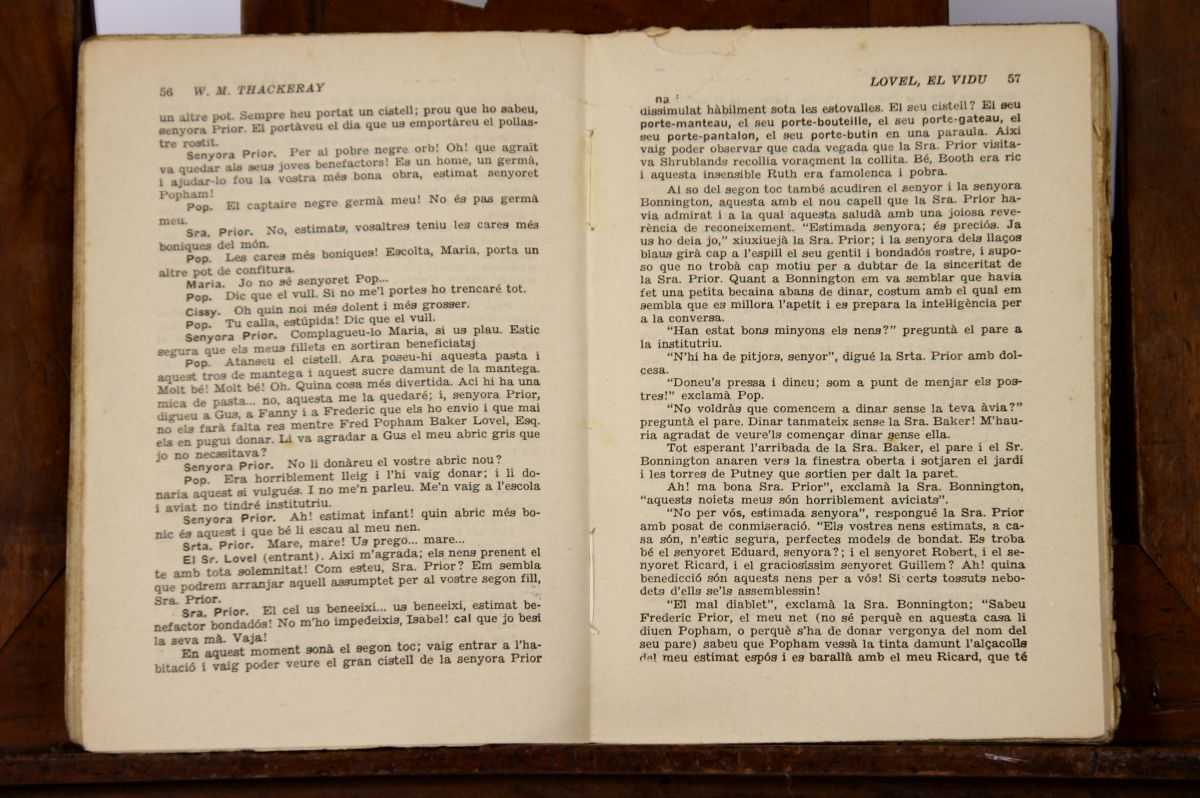 56 W. M. THACKERAY
un altre pot. Sempre heu portat un cistell; prou que ho sabeu,
senyora Prior. El portàveu el dia que us emportàreu el pollas-
tre rostit.
Senyora Prior. Per al pobre negre orb! Oh! que agraït
va quedar als seus joves benefactors! Es un home, un germà,
i ajudar-lo fou la vostra més bona obra, estimat senyoret
Popham!
Pop. El captaire negre germà meu! No és pas germà
meu.
Sra. Prior. No, estimats, vosaltres teniu les cares més
boniques del món.
Pop. Les cares més boniques! Escolta, Maria, porta un
altre pot de confitura.
Maria. Jo no sé senyoret Pop...
Pop. Dic que el vull. Si no me'l portes ho trencaré tot.
Cissy. Oh quin noi més dolent i més grosser.
Pop. Tu calla, estúpida! Dic que el vull.
Senyora Prior. Complagueu-lo Maria, si us plau. Estic
segura que els meus fillets en sortiran beneficiatsj
Pop. Atanseu el cistell. Ara poseu-hi aquesta pasta i
aquest tros de mantega i aquest sucre damunt de la mantega.
Molt bé! Molt bé! Oh. Quina cosa més divertida. Aci hi ha una
mica de pasta... no, aquesta me la quedaré; i, senyora Prior,
digueu a Gus, a Fanny i a Frederic que els ho envio i que mai
no els farà falta res mentre Fred Popham Baker Lovel, Esq.
els en pugui donar. Li va agradar a Gus el meu abric gris que
jo no necessitava?
Senyora Prior. No li donàreu el vostre abric nou?
Pop. Era horriblement lleig i l'hi vaig donar; i li do-
naria aquest si vulgués. I no me'n parleu. Me'n vaig a l'escola
i aviat no tindré institutriu.
Senyora Prior. Ah! estimat infant! quin abric més bo-
nic és aquest i que bé li escau al meu nen.
Srta. Prior. Mare, mare! Us prego... mare...
El Sr. Lovel (entrant). Aixi m'agrada; els nens prenent el
te amb tota solemnitat! Com esteu, Sra. Prior? Em sembla
que podrem arranjar aquell assumptet per al vostre segon fill,
Sra. Prior.
Sra. Prior. El cel us beneeixi... us beneeixi, estimat be-
nefactor bondadós! No m'ho impedeixis, Isabel! cal que jo besi
la seva mà. Vaja!
En aquest moment sonà el segon toc; vaig entrar a l'ha-
bitació i vaig poder veure el gran cistell de la senyora Prior
LOVEL, EL VIDU 57
na
dissimulat hàbilment sota les estovalles. El seu cistell? El seu
porte-manteau, el seu porte-bouteille, el seu porte-gateau, el
seu porte-pantalon, el seu porte-butin en una paraula. Aixi
vaig poder observar que cada vegada que la Sra. Prior visita-
va Shrublands recollia voraçment la collita. Bé, Booth era ric
i aquesta insensible Ruth era famolenca i pobra.
Al so del segon toc també acudiren el senyor i la senyora
Bonnington, aquesta amb el nou capell que la Sra. Prior ha-
via admirat i a la qual aquesta saludà amb una joiosa reve-
rència de reconeixement. "Estimada senyora; és preciós. Ja
us ho deia jo," xiuxiuejà la Sra. Prior; i la senyora dels llaços
blaus girà cap a l'espill el seu gentil i bondadós rostre, i supo-
so que no trobà cap motiu per a dubtar de la sinceritat de
la Sra. Prior. Quant a Bonnington em va semblar que havia
fet una petita becaina abans de dinar, costum amb el qual em
sembla que es millora l'apetit i es prepara la intel·ligència per
a la conversa.
"Han estat bons minyons els nens?" preguntà el pare a
la institutriu.
"N'hi ha de pitjors, senyor", digué la Srta. Prior amb dol-
cesa.
"Doneu's pressa i dineu; som a punt de menjar els pos-
tres!" exclamà Pop.
"No voldràs que comencem a dinar sense la teva àvia?"
preguntà el pare. Dinar tanmateix sense la Sra. Baker! M'hau-
ria agradat de veure'ls començar dinar sense ella.
Tot esperant l'arribada de la Sra. Baker, el pare i el Sr.
Bonnington anaren vers la finestra oberta i sotjaren el jardí
i les torres de Putney que sortien per dalt la paret.
Ah! ma bona Sra. Prior", exclamà la Sra. Bonnington,
"aquests noiets meus són horriblement aviciats".
"No per vós, estimada senyora", respongué la Sra. Prior
amb posat de conmiseració. "Els vostres nens estimats, a ca-
sa són, n'estic segura, perfectes models de bondat. Es troba
bé el senyoret Eduard, senyora?; i el senyoret Robert, i el se-
nyoret Ricard, i el graciosissim senyoret Guillem? Ah! quina
benedicció són aquests nens per a vós! Si certs tossuts nebo-
dets d'ells se'ls assemblessin!
"El mal diablet", exclamà la Sra. Bonnington; "Sabeu
Frederic Prior, el meu net (no sé perquè en aquesta casa li
diuen Popham, o perquè s'ha de donar vergonya del nom del
seu pare) sabeu que Popham vessà la tinta damunt l'alçacolls
del meu estimat espós i es barallà amb el meu Ricard, que té